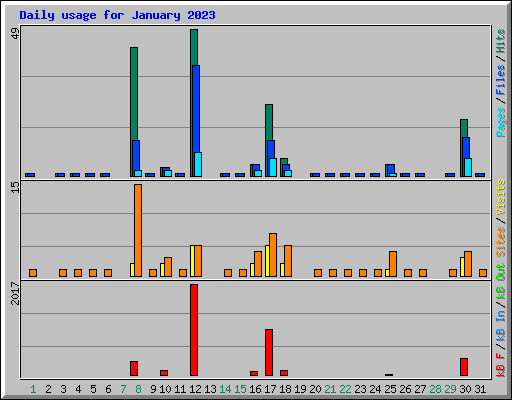 Daily usage for January 2023
49
Pages / Files / Hits
15
Sites / Visits
2017
kB F / kB In / kB Out
1 2 3 4 5 6 7 8 9 10 11 12 13 14 15 16 17 18 19 20 21 22 23 24 25 26 27 28 29 30 31